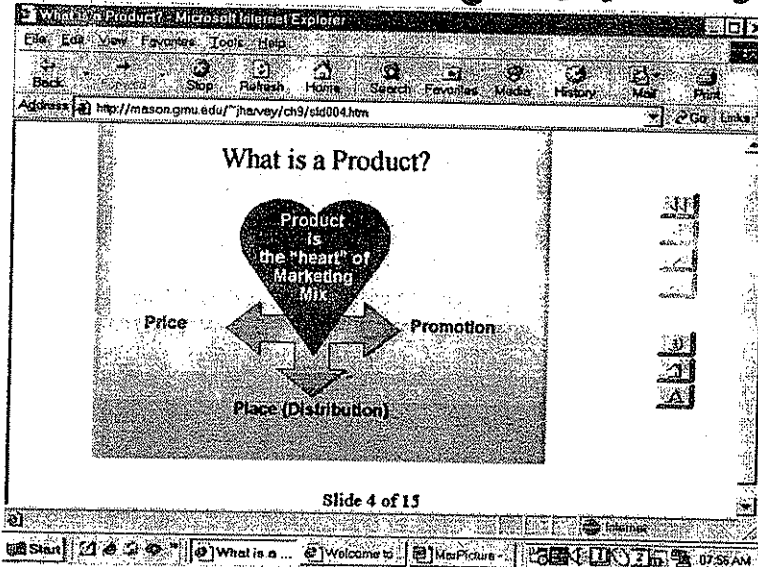 What is a Product? - Microsoft Internet Explorer
File Edit View Favorites Tools Help
Back Forward Stop Refresh Home Search Favorites Media History Mail Print
Address http://mason.gmu.edu/~jharvey/ch9/sld004.htm Go Links
What is a Product?
Product
is
the "heart" of
Marketing
Mix
Price
Promotion
Place (Distribution)
Slide 4 of 15
Internet
Start What is a ... Welcome to 07:56 AM